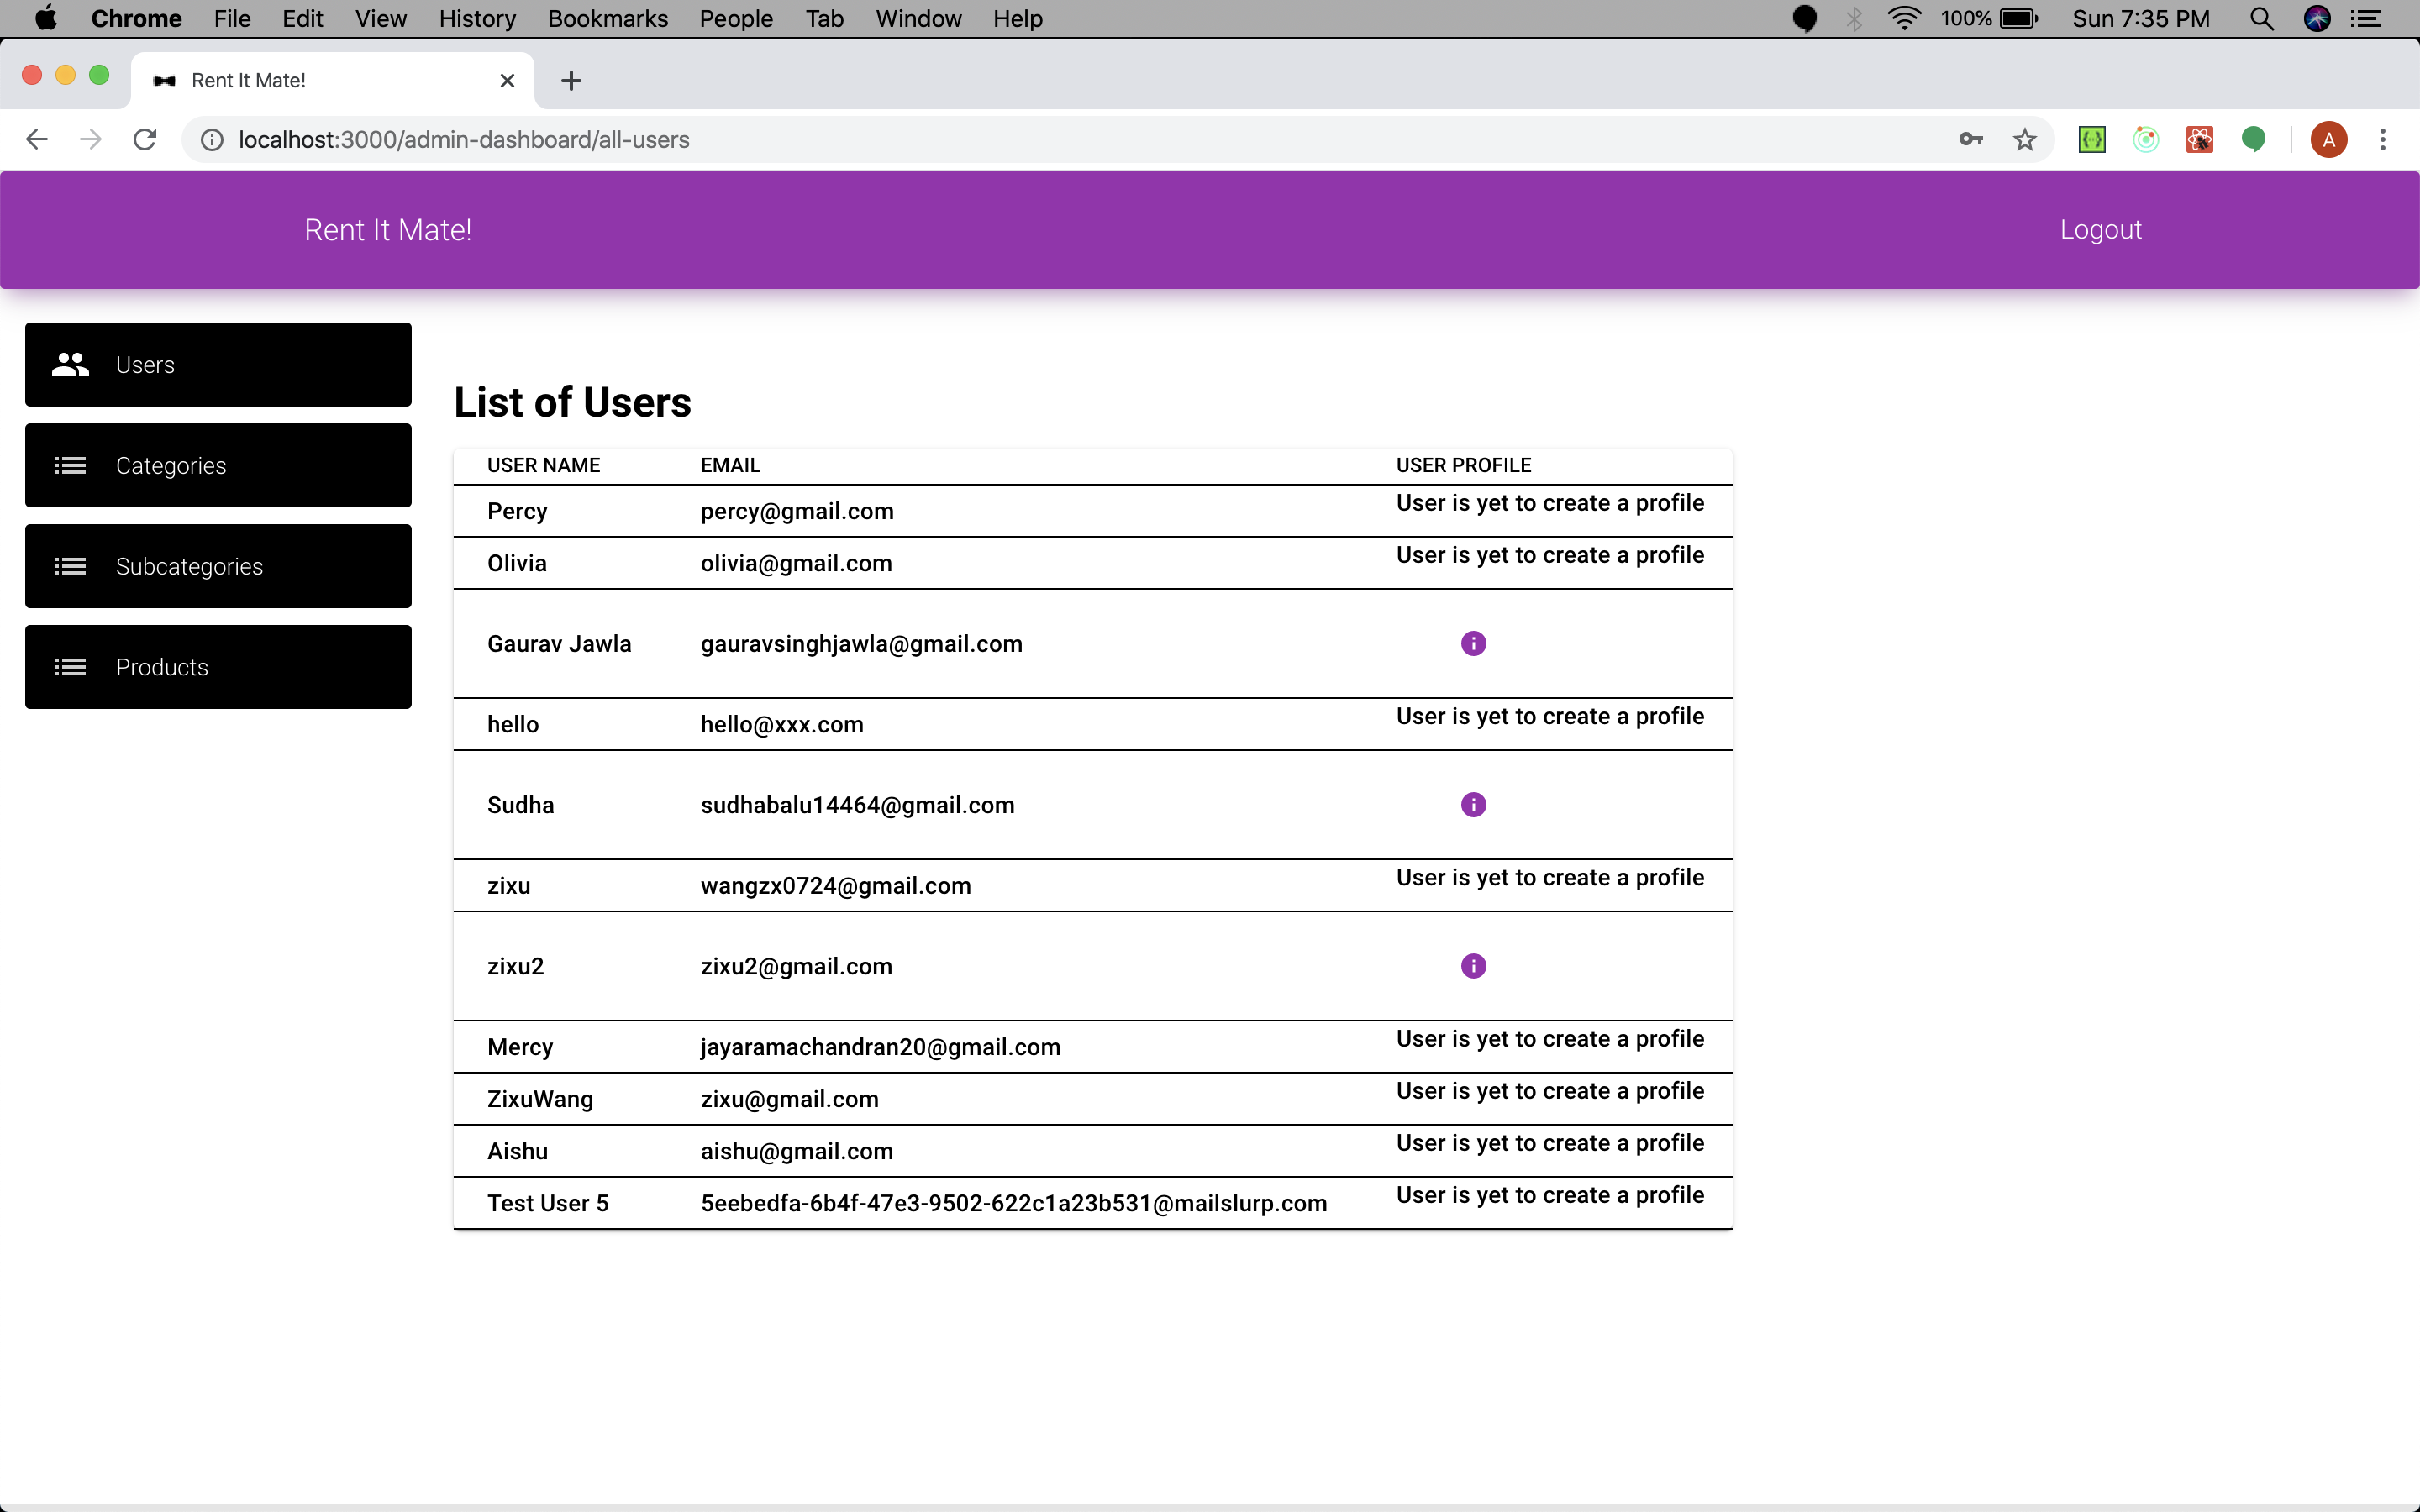 Chrome File Edit View History Bookmarks People Tab Window Help 100% Sun 7:35 PM
Rent It Mate!
localhost:3000/admin-dashboard/all-users A
Rent It Mate! Logout
Users
Categories
Subcategories
Products
List of Users
USER NAME EMAIL USER PROFILE
Percy percy@gmail.com User is yet to create a profile
Olivia olivia@gmail.com User is yet to create a profile
Gaurav Jawla gauravsinghjawla@gmail.com
hello hello@xxx.com User is yet to create a profile
Sudha sudhabalu14464@gmail.com
zixu wangzx0724@gmail.com User is yet to create a profile
zixu2 zixu2@gmail.com
Mercy jayaramachandran20@gmail.com User is yet to create a profile
ZixuWang zixu@gmail.com User is yet to create a profile
Aishu aishu@gmail.com User is yet to create a profile
Test User 5 5eebedfa-6b4f-47e3-9502-622c1a23b531@mailslurp.com User is yet to create a profile